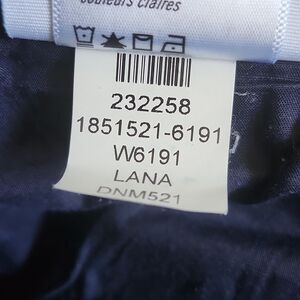 couleurs claires
232258
1851521-6191
W6191
LANA
DNM521